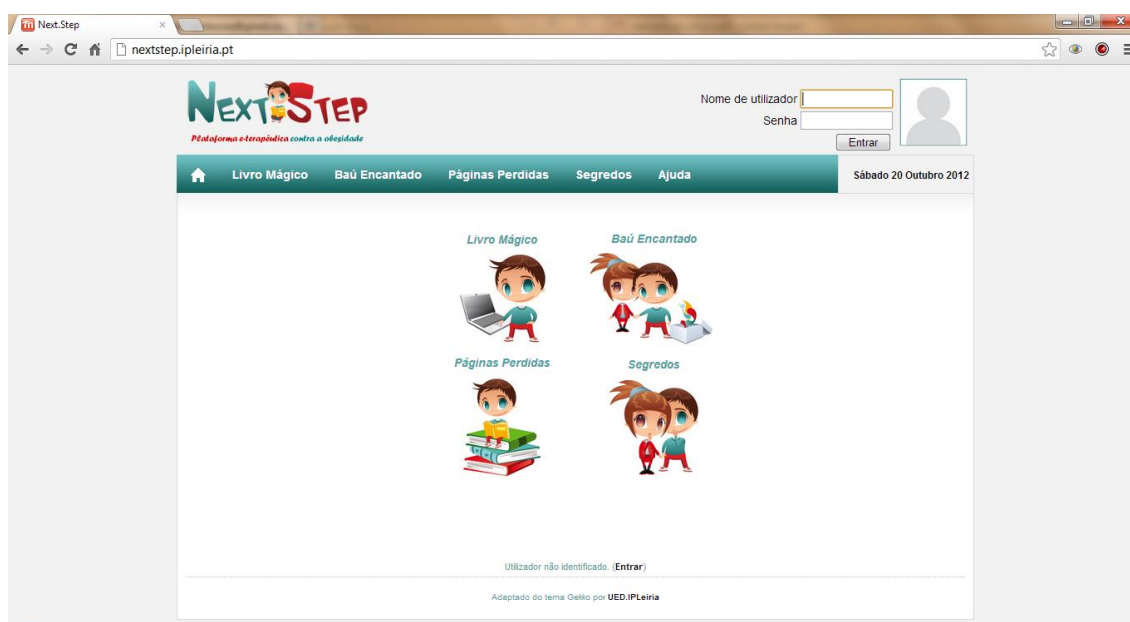 Next.Step
nextstep.ipleiria.pt
NEXT STEP
Plataforma e-terapêutica contra a obesidade
Nome de utilizador
Senha
Entrar
Livro Mágico Baú Encantado Páginas Perdidas Segredos Ajuda Sábado 20 Outubro 2012
Livro Mágico Baú Encantado
Páginas Perdidas Segredos
Utilizador não identificado. (Entrar)
Adaptado do tema Gekko por UED.IPLeiria